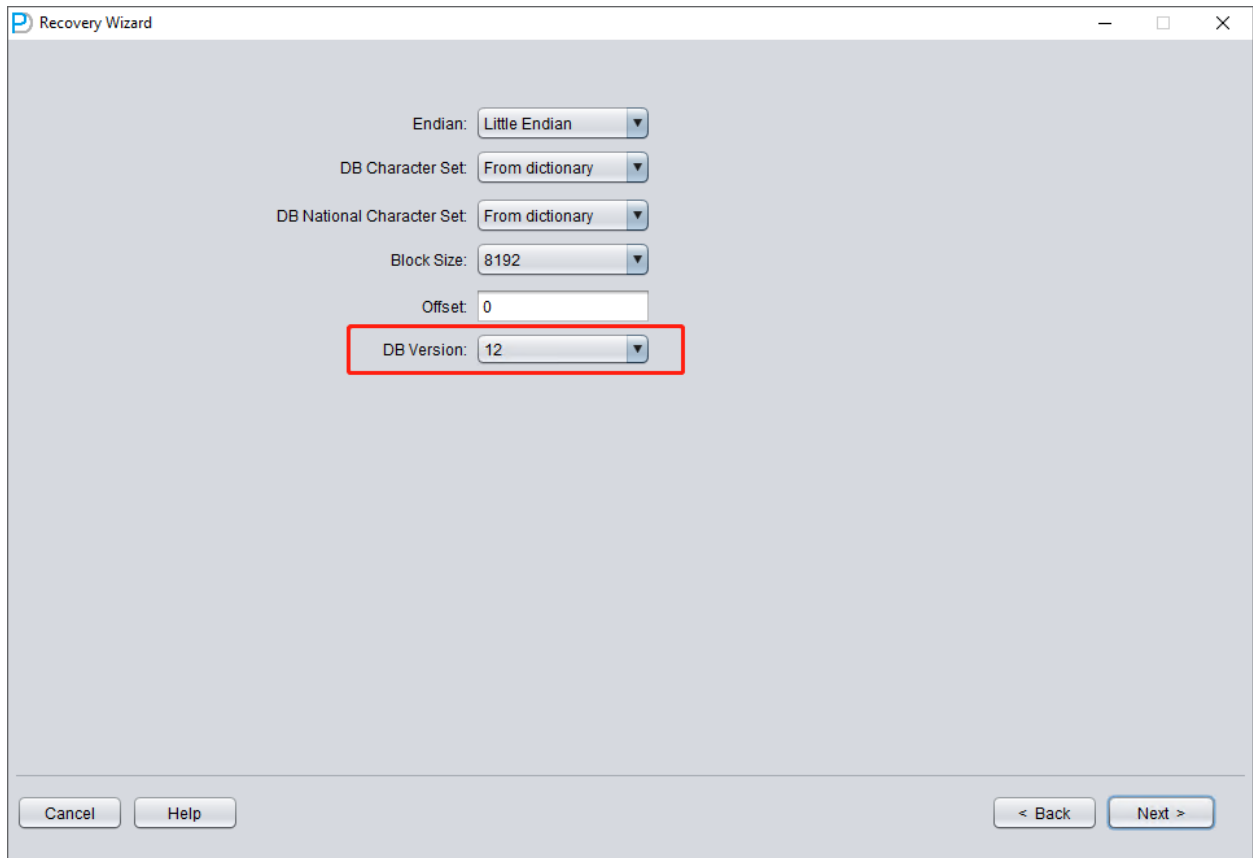 Recovery Wizard
Endian: Little Endian
DB Character Set: From dictionary
DB National Character Set: From dictionary
Block Size: 8192
Offset: 0
DB Version: 12
Cancel Help < Back Next >